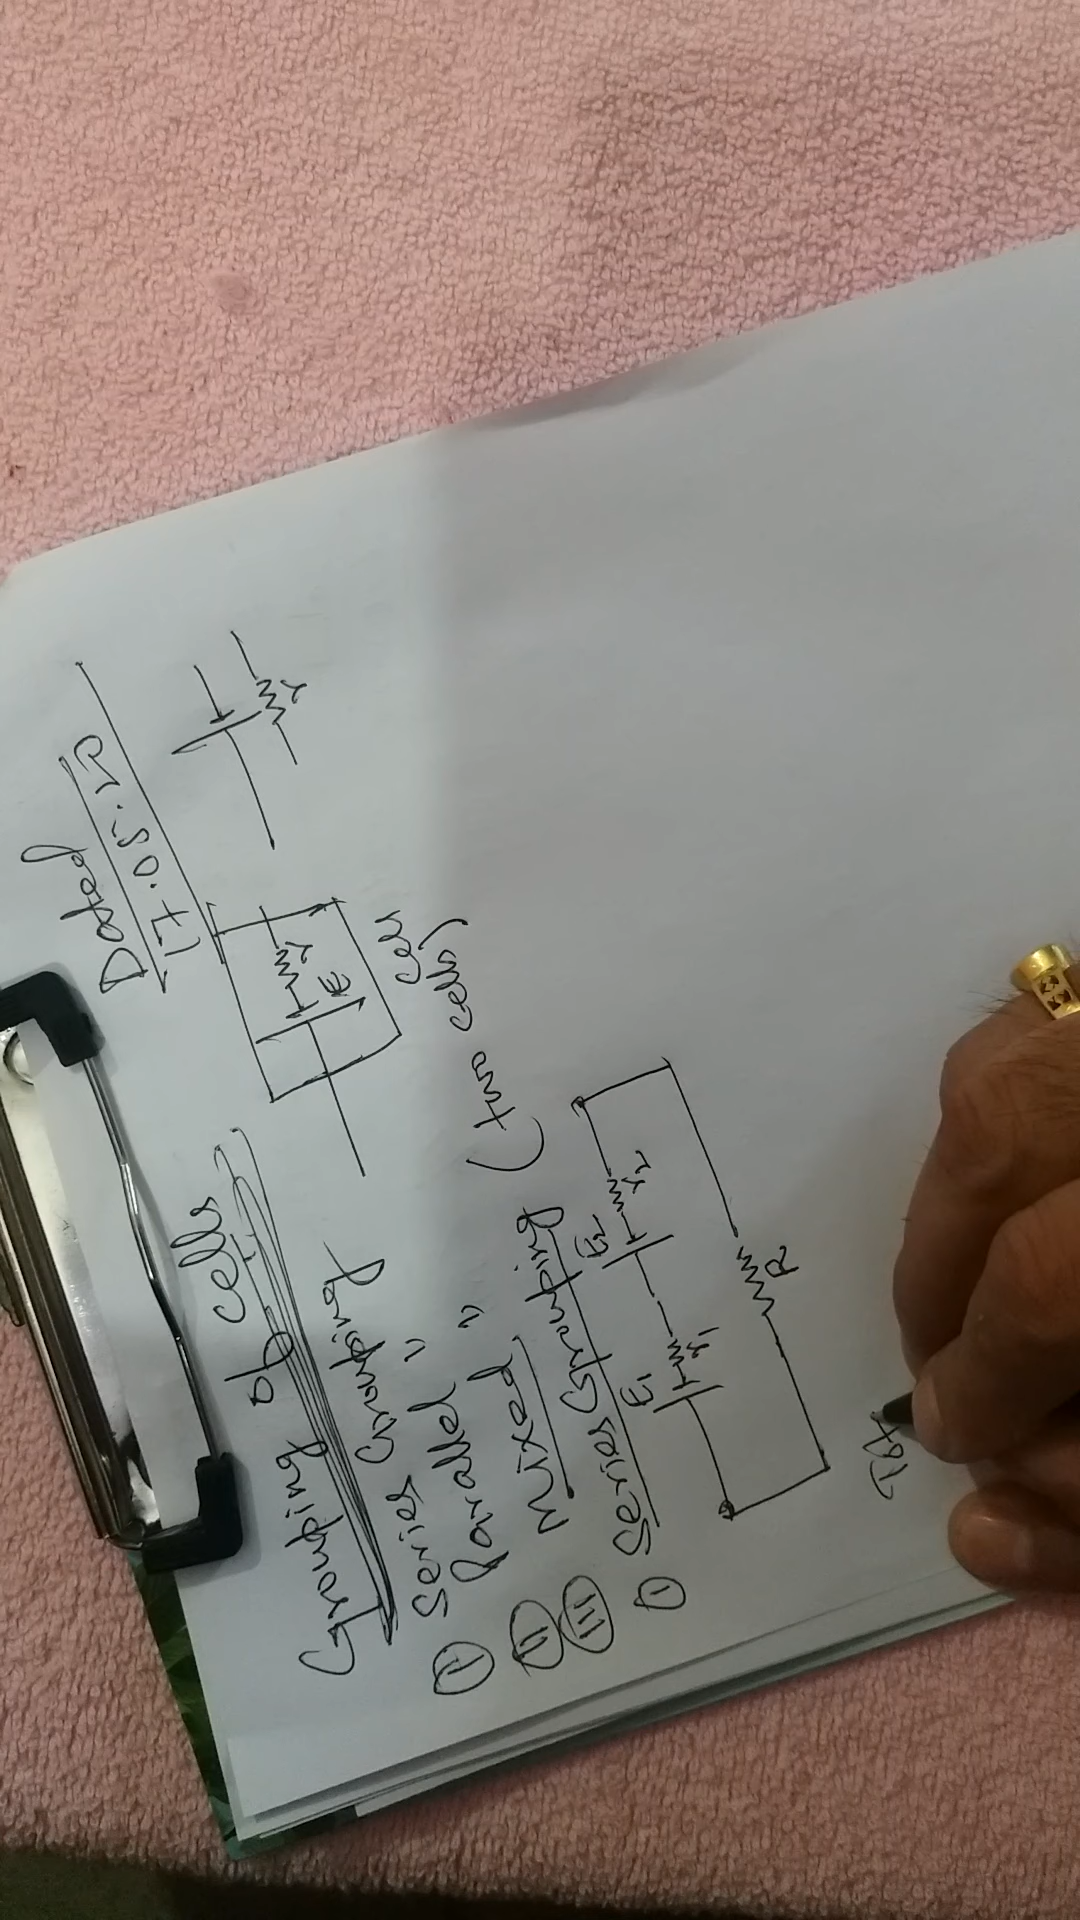 Dated
17.05.25
Grouping of cells
r
r
E
Cell
I Series Grouping
II Parallel "
III Mixed "
I Series Grouping (two cells)
E1 E2
r1 r2
R